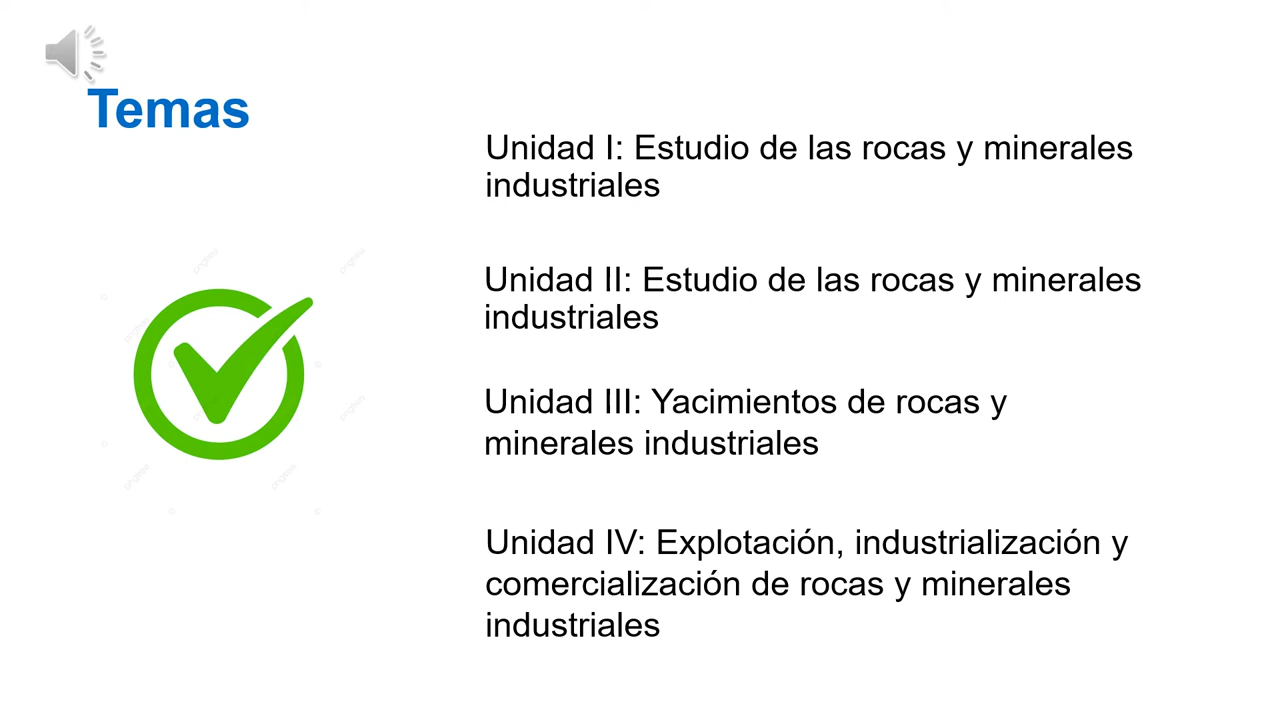 Temas
Unidad I: Estudio de las rocas y minerales
industriales
Unidad II: Estudio de las rocas y minerales
industriales
Unidad III: Yacimientos de rocas y
minerales industriales
Unidad IV: Explotación, industrialización y
comercialización de rocas y minerales
industriales